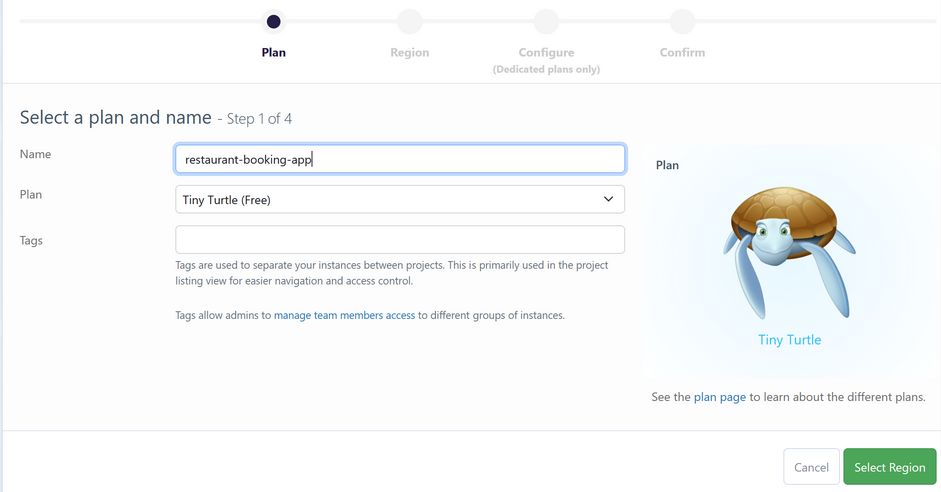 Plan
Region
Configure
Confirm
(Dedicated plans only)
Select a plan and name - Step 1 of 4
Name
restaurant-booking-app
Plan
Tiny Turtle (Free)
Tags
Tags are used to separate your instances between projects. This is primarily used in the project
listing view for easier navigation and access control.
Tags allow admins to manage team members access to different groups of instances.
Plan
Tiny Turtle
See the plan page to learn about the different plans.
Cancel
Select Region